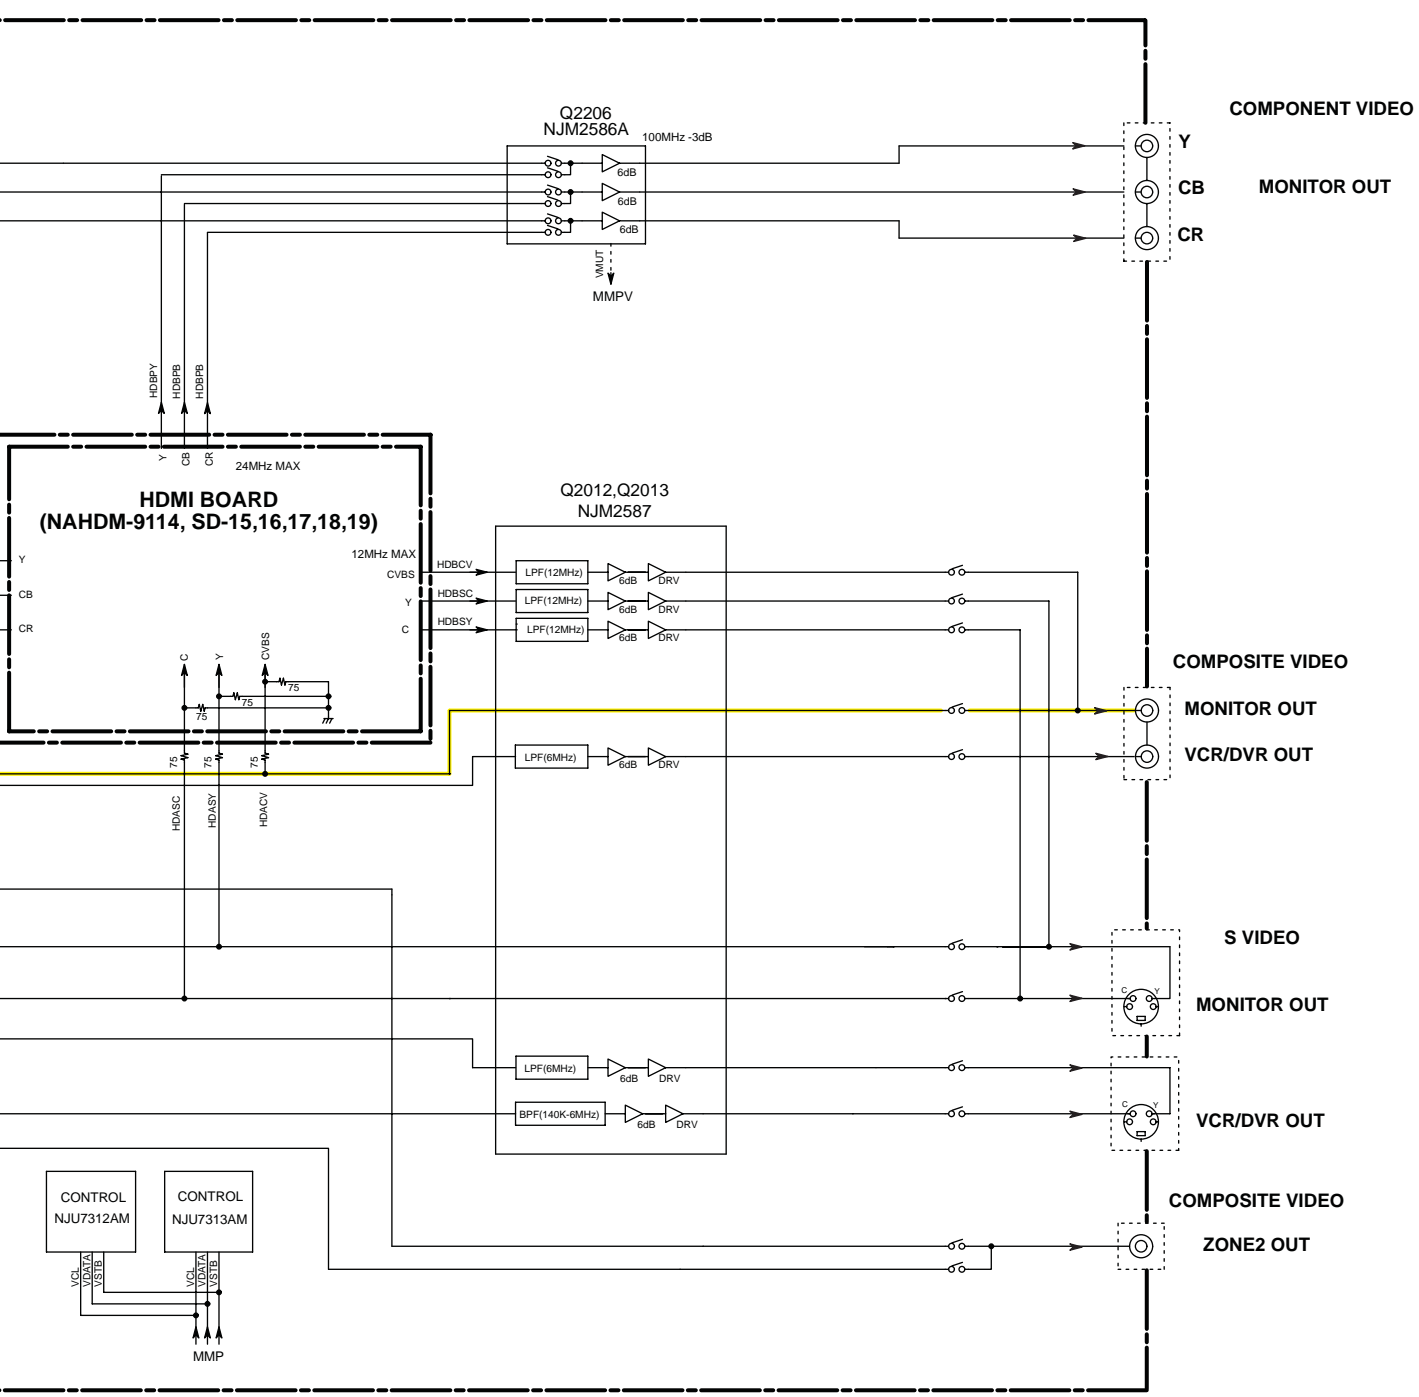 COMPONENT VIDEO
Q2206
NJM2586A
100MHz -3dB
Y
6dB
CB
MONITOR OUT
6dB
CR
6dB
VMUT
MMPV
HDBPY
HDBPB
HDBPB
Y
CB
CR
24MHz MAX
HDMI BOARD
(NAHDM-9114, SD-15,16,17,18,19)
Q2012,Q2013
NJM2587
12MHz MAX
Y
CVBS
HDBCV
LPF(12MHz)
6dB
DRV
CB
Y
HDBSC
LPF(12MHz)
6dB
DRV
CR
C
HDBSY
LPF(12MHz)
6dB
DRV
C
Y
CVBS
75
75
75
COMPOSITE VIDEO
MONITOR OUT
75
75
75
LPF(6MHz)
6dB
DRV
VCR/DVR OUT
HDASC
HDASY
HDACV
S VIDEO
C
Y
MONITOR OUT
LPF(6MHz)
6dB
DRV
BPF(140K-6MHz)
6dB
DRV
C
Y
VCR/DVR OUT
CONTROL
NJU7312AM
CONTROL
NJU7313AM
COMPOSITE VIDEO
ZONE2 OUT
VCL
VDATA
VSTB
VCL
VDATA
VSTB
MMP